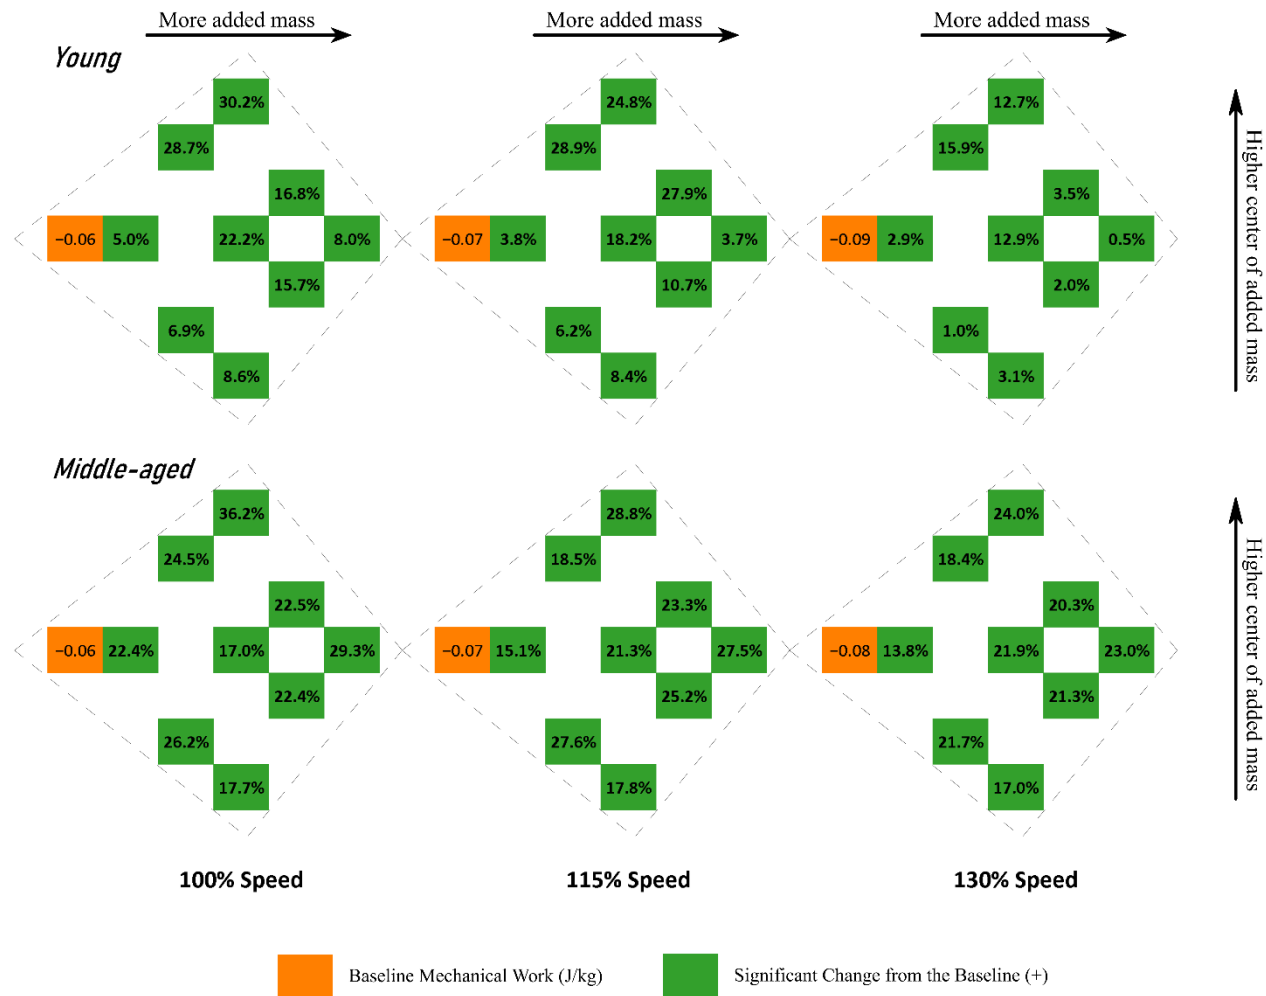 More added mass More added mass More added mass
Young
30.2% 24.8% 12.7%
28.7% 28.9% 15.9%
16.8% 27.9% 3.5%
−0.06 5.0% 22.2% 8.0% −0.07 3.8% 18.2% 3.7% −0.09 2.9% 12.9% 0.5%
15.7% 10.7% 2.0%
6.9% 6.2% 1.0%
8.6% 8.4% 3.1%
Higher center of added mass
Middle-aged
36.2% 28.8% 24.0%
24.5% 18.5% 18.4%
22.5% 23.3% 20.3%
−0.06 22.4% 17.0% 29.3% −0.07 15.1% 21.3% 27.5% −0.08 13.8% 21.9% 23.0%
22.4% 25.2% 21.3%
26.2% 27.6% 21.7%
17.7% 17.8% 17.0%
Higher center of added mass
100% Speed 115% Speed 130% Speed
Baseline Mechanical Work (J/kg) Significant Change from the Baseline (+)